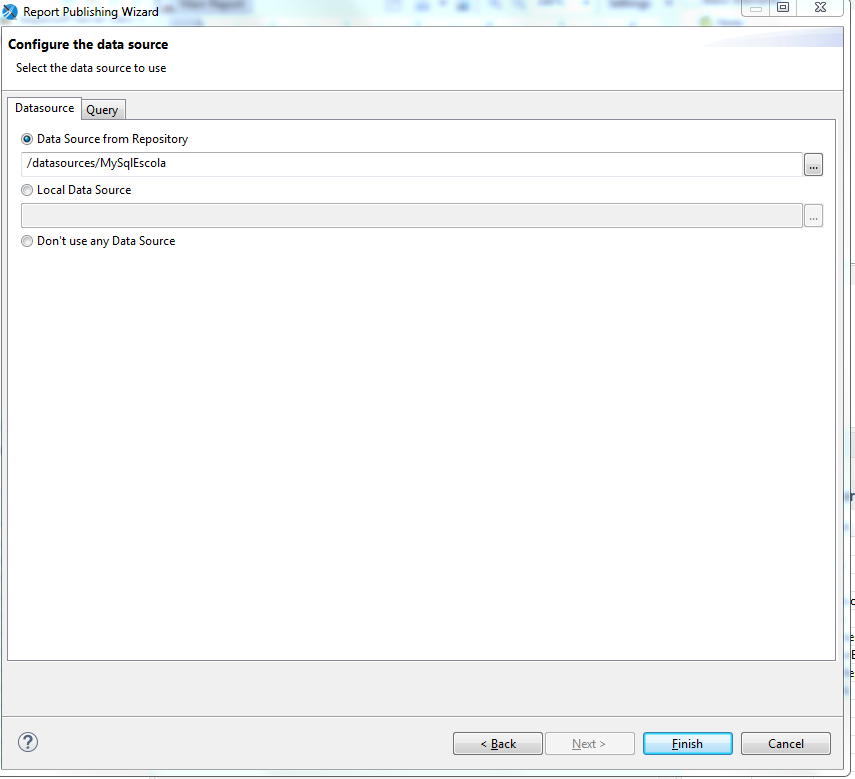 Report Publishing Wizard
Configure the data source
Select the data source to use
Datasource
Query
Data Source from Repository
/datasources/MySqlEscola
...
Local Data Source
...
Don't use any Data Source
?
< Back
Next >
Finish
Cancel